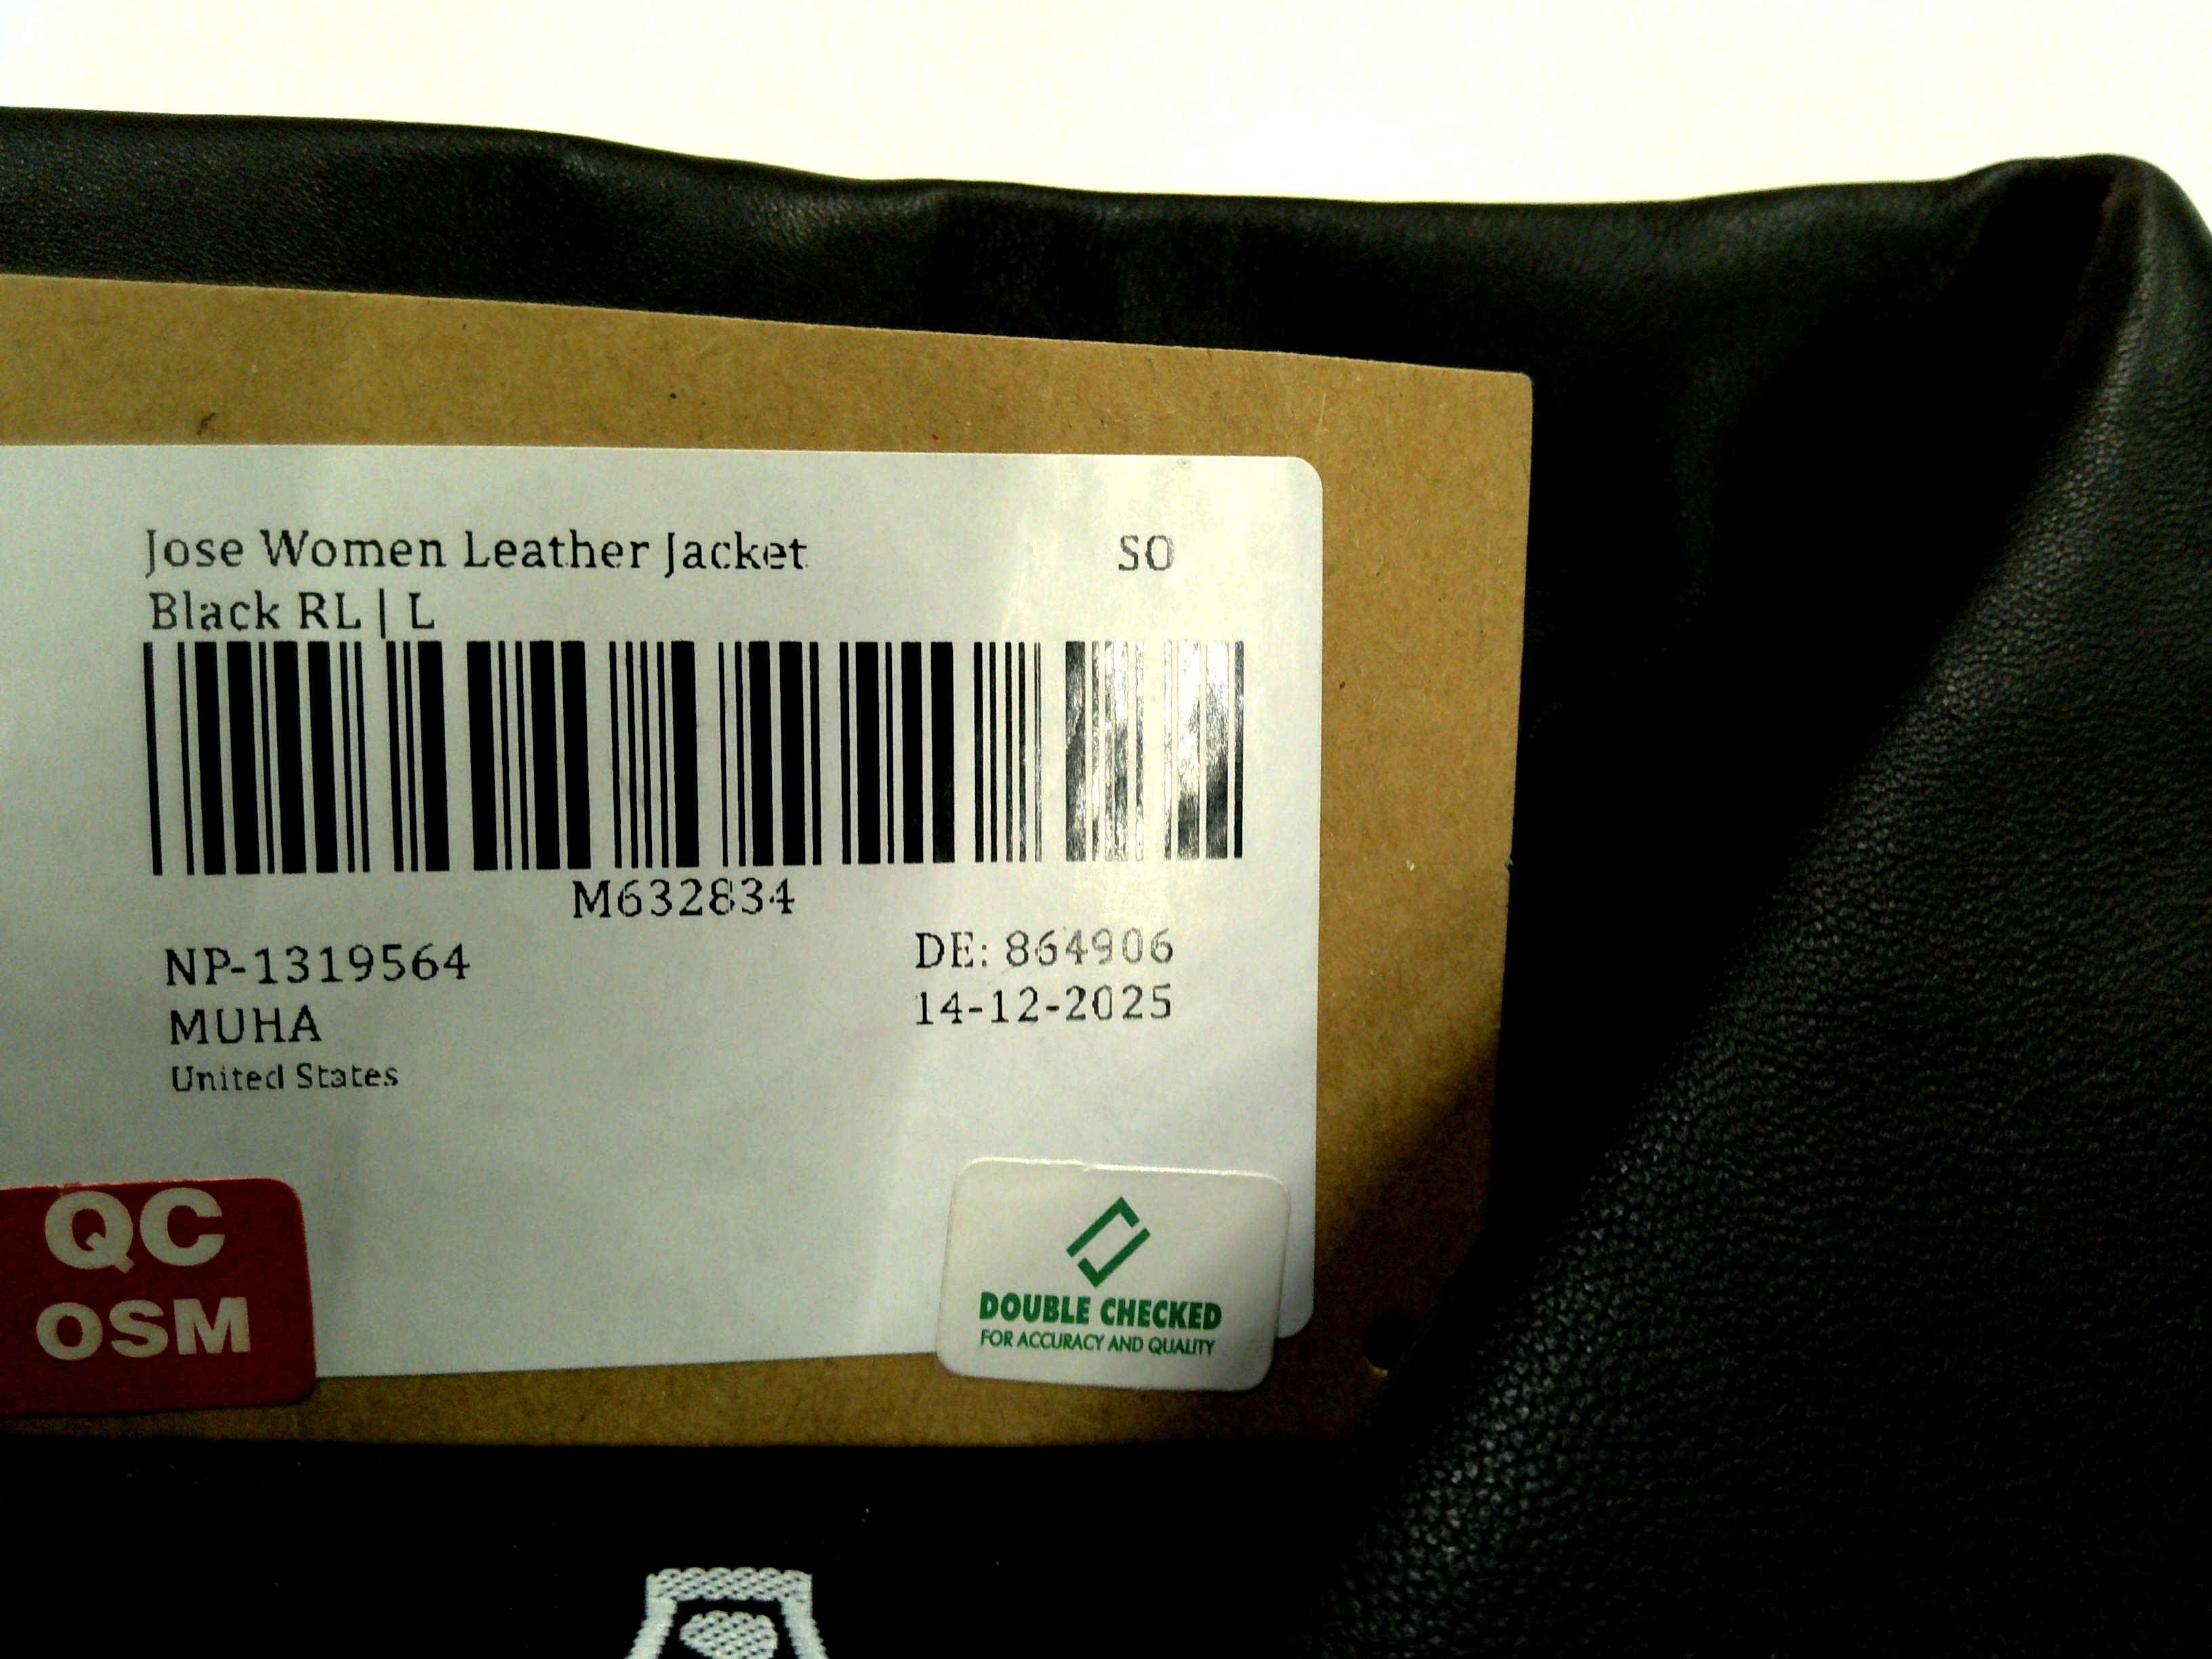 Jose Women Leather Jacket SO
Black RL | L
M632834
NP-1319564 DE: 864906
MUHA 14-12-2025
United States
QC
OSM
DOUBLE CHECKED
FOR ACCURACY AND QUALITY